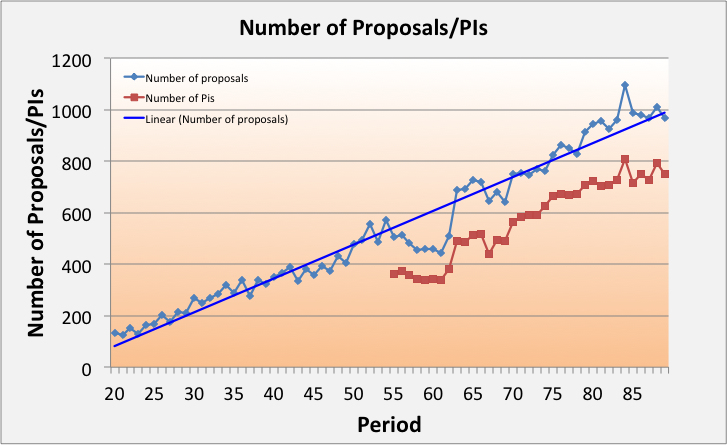 Number of Proposals/PIs
Number of Proposals/PIs
1200
1000
800
600
400
200
0
Number of proposals
Number of Pis
Linear (Number of proposals)
20 25 30 35 40 45 50 55 60 65 70 75 80 85
Period